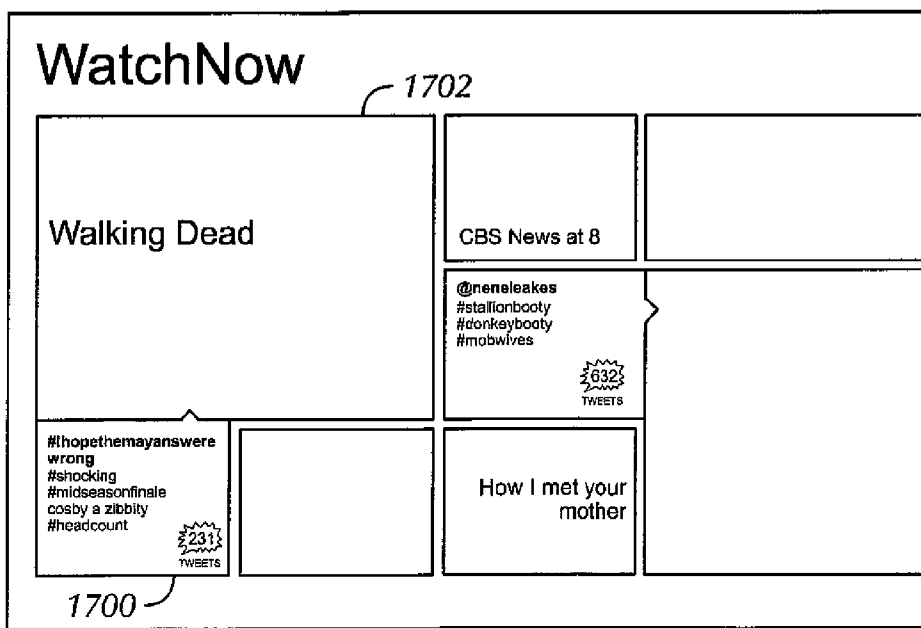 WatchNow
1702
Walking Dead
CBS News at 8
@neneleakes
#stallionbooty
#donkeybooty
#mobwives
632
TWEETS
#Ihopethemayanswere
wrong
#shocking
#midseasonfinale
cosby a zibbity
#headcount
231
TWEETS
How I met your
mother
1700